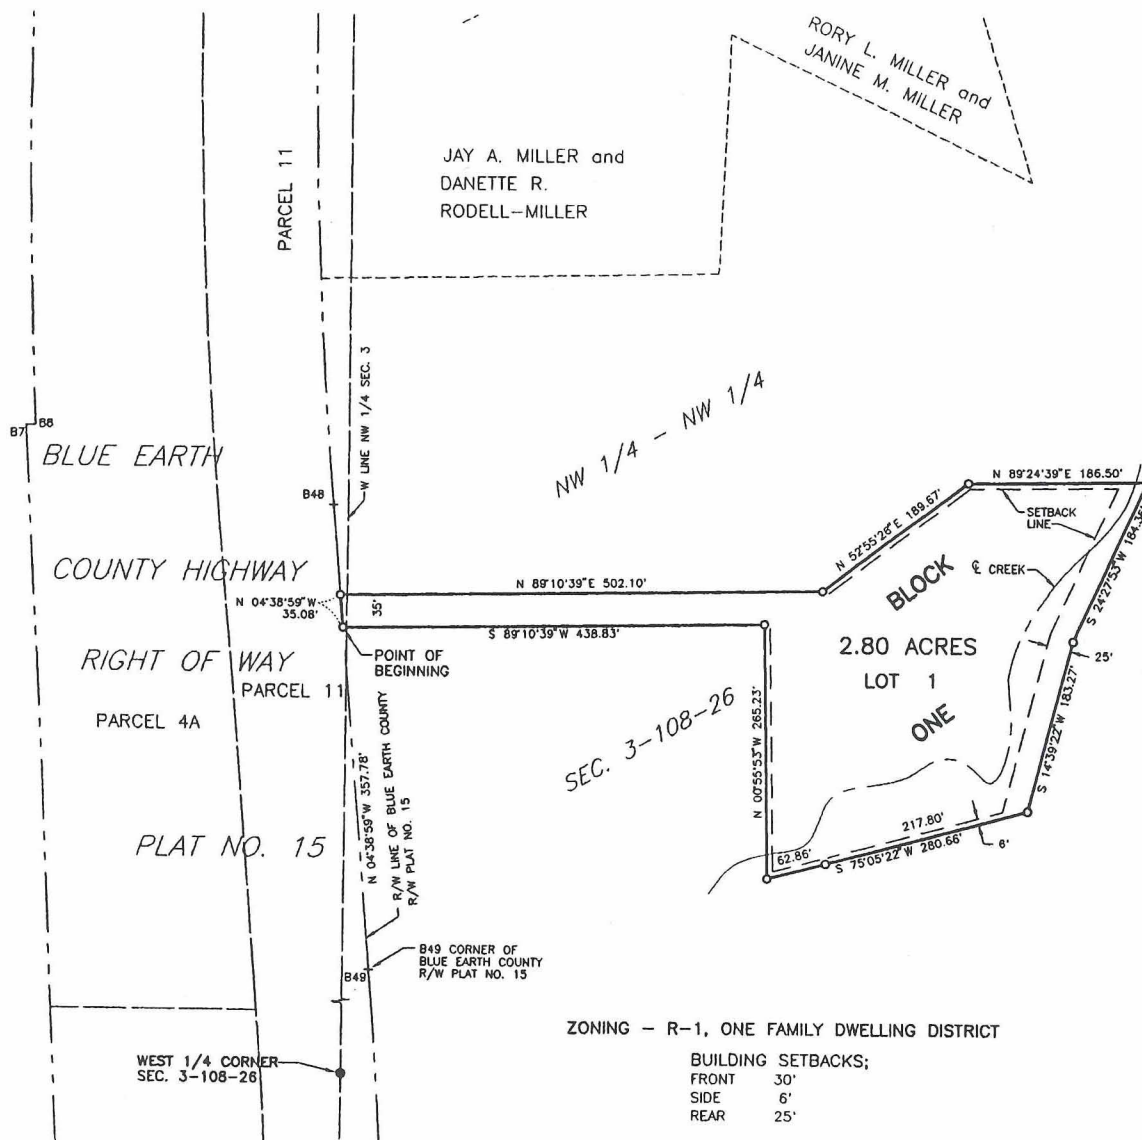 RORY L. MILLER and
JANINE M. MILLER
JAY A. MILLER and
DANETTE R.
RODELL-MILLER
PARCEL 11
W LINE NW 1/4 SEC. 3
NW 1/4 - NW 1/4
B7
B8
BLUE EARTH
B48
COUNTY HIGHWAY
N 04°38'59"W
35.08'
35'
N 89°10'39"E 502.10'
S 89°10'39"W 438.83'
POINT OF
BEGINNING
RIGHT OF WAY
PARCEL 11
PARCEL 4A
PLAT NO. 15
N 04°38'59"W 357.78'
R/W LINE OF BLUE EARTH COUNTY
R/W PLAT NO. 15
SEC. 3-108-26
N 52°55'28"E 189.67'
N 89°24'39"E 186.50'
SETBACK
LINE
BLOCK
℄ CREEK
S 24°27'53"W 184.36'
2.80 ACRES
LOT 1
ONE
25'
S 14°39'22"W 183.27'
N 00°55'53"W 265.23'
217.80'
62.86'
S 75°05'22"W 280.66'
6'
B49
B49 CORNER OF
BLUE EARTH COUNTY
R/W PLAT NO. 15
WEST 1/4 CORNER
SEC. 3-108-26
ZONING - R-1, ONE FAMILY DWELLING DISTRICT
BUILDING SETBACKS;
FRONT 30'
SIDE 6'
REAR 25'